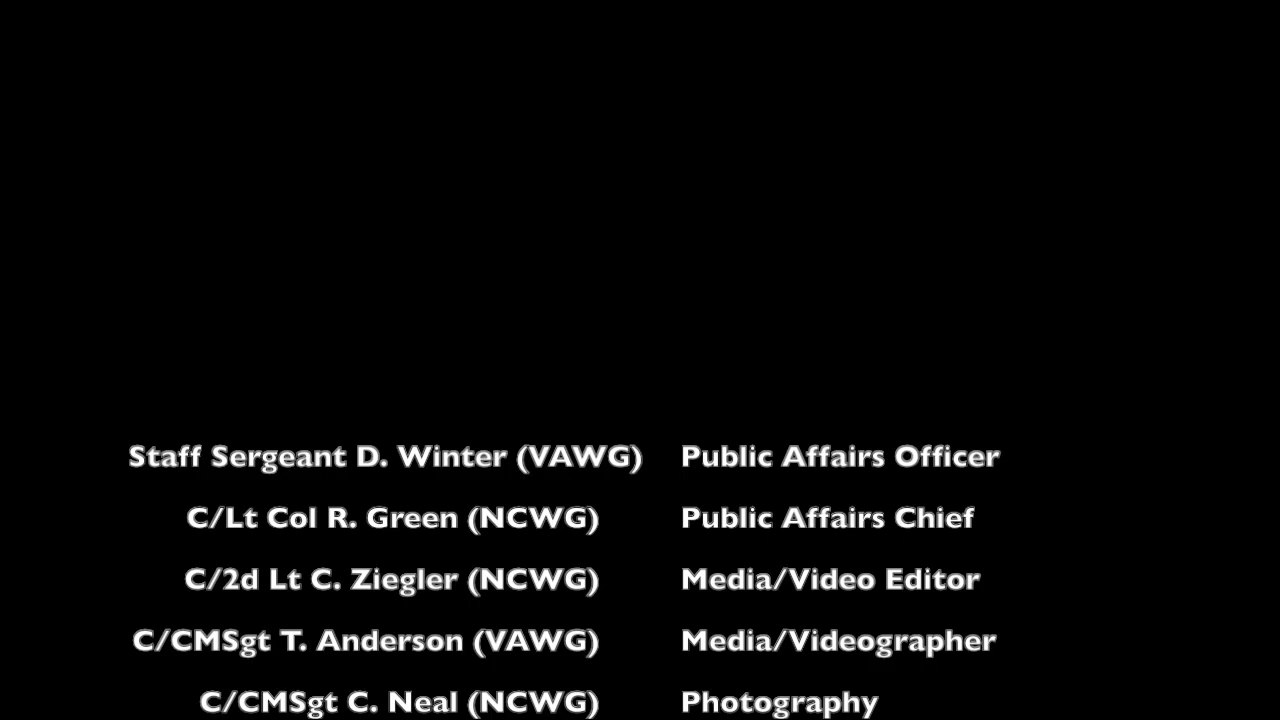 Staff Sergeant D. Winter (VAWG) Public Affairs Officer
C/Lt Col R. Green (NCWG) Public Affairs Chief
C/2d Lt C. Ziegler (NCWG) Media/Video Editor
C/CMSgt T. Anderson (VAWG) Media/Videographer
C/CMSgt C. Neal (NCWG) Photography